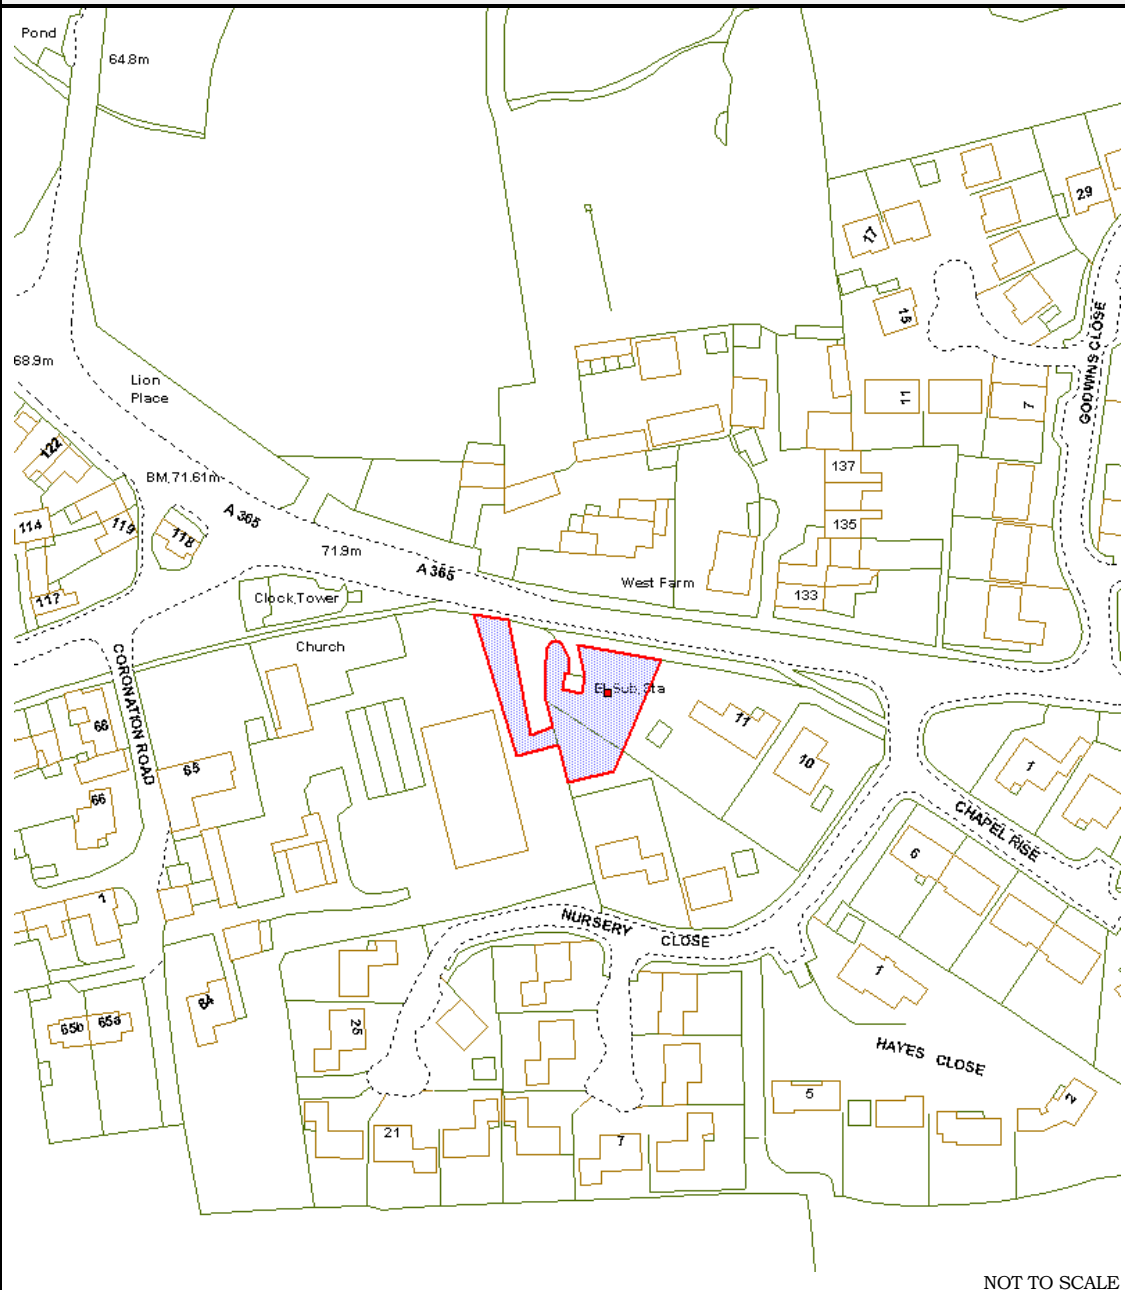 Pond
64.8m
29
17
15
GODWINS CLOSE
68.9m
Lion
Place
11
7
122
BM 71.61m
137
114
119
118
A 365
135
71.9m
A 365
West Farm
117
Clock Tower
133
Church
CORONATION ROAD
El Sub Sta
68
11
65
10
1
66
CHAPEL RISE
6
1
NURSERY
CLOSE
1
64
65b
65a
25
HAYES CLOSE
5
2
21
7
NOT TO SCALE